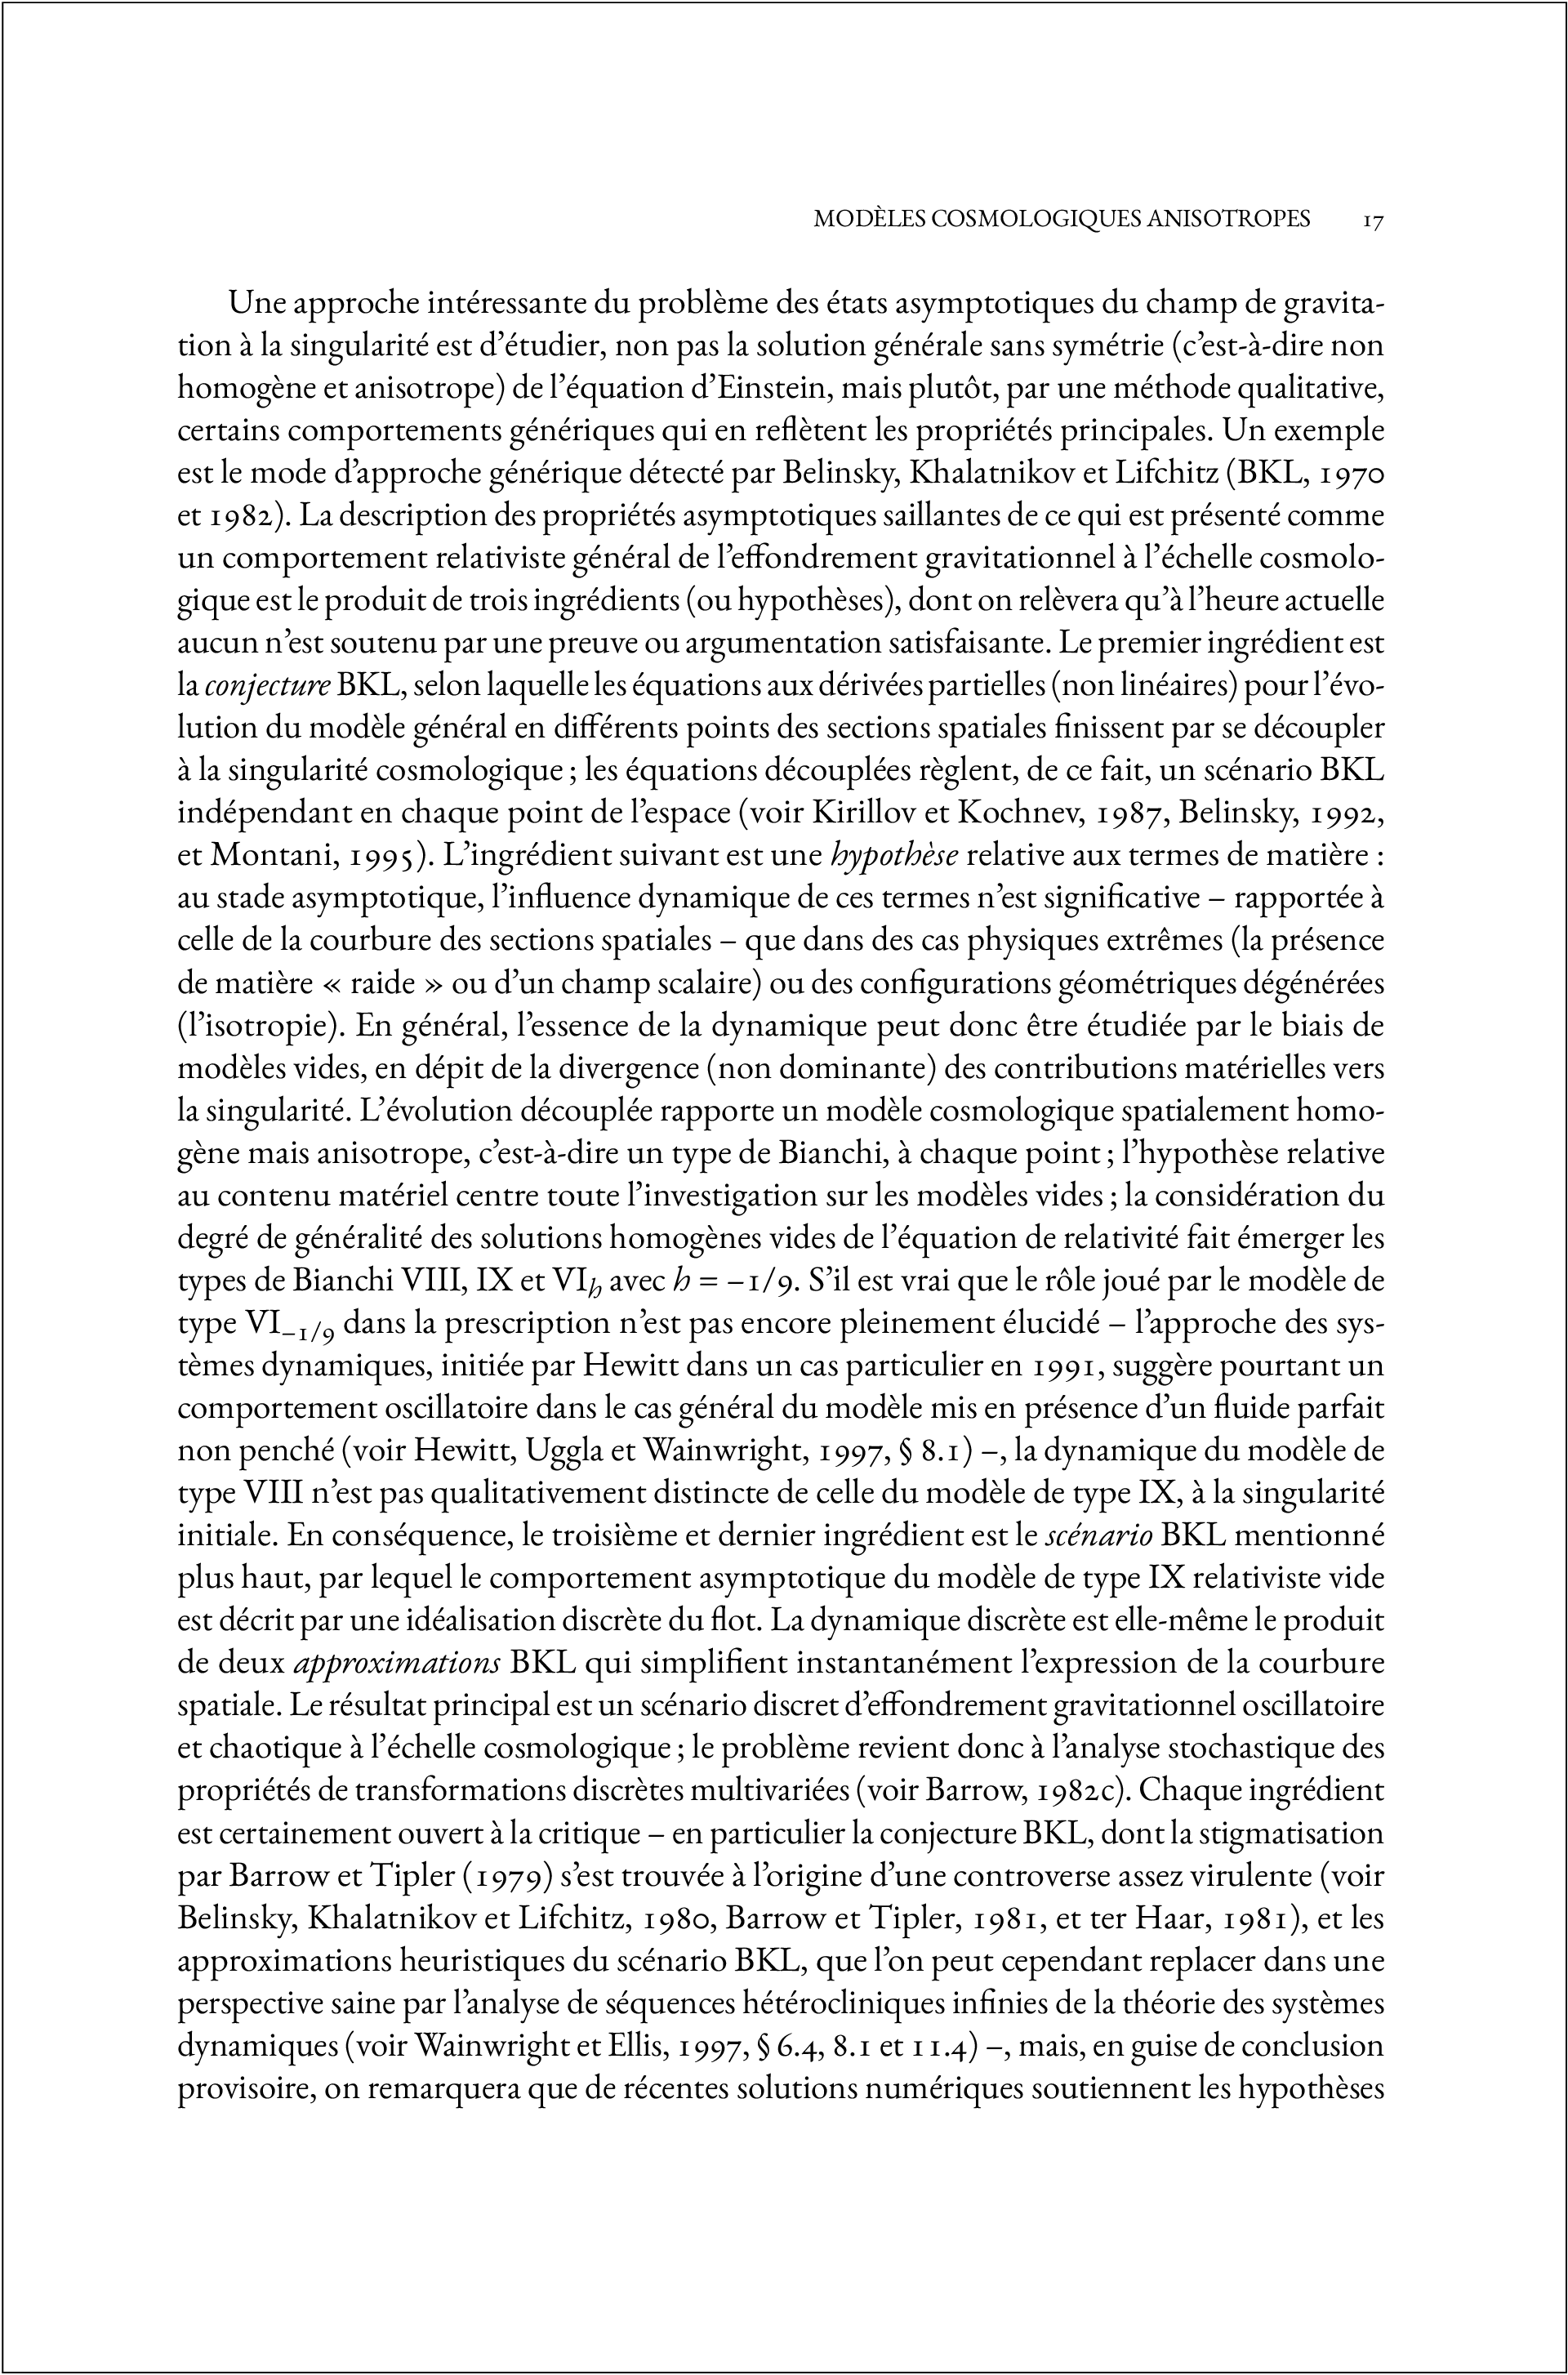 MODÈLES COSMOLOGIQUES ANISOTROPES 17
Une approche intéressante du problème des états asymptotiques du champ de gravita-
tion à la singularité est d’étudier, non pas la solution générale sans symétrie (c’est-à-dire non
homogène et anisotrope) de l’équation d’Einstein, mais plutôt, par une méthode qualitative,
certains comportements génériques qui en reflètent les propriétés principales. Un exemple
est le mode d’approche générique détecté par Belinsky, Khalatnikov et Lifchitz (BKL, 1970
et 1982). La description des propriétés asymptotiques saillantes de ce qui est présenté comme
un comportement relativiste général de l’effondrement gravitationnel à l’échelle cosmolo-
gique est le produit de trois ingrédients (ou hypothèses), dont on relèvera qu’à l’heure actuelle
aucun n’est soutenu par une preuve ou argumentation satisfaisante. Le premier ingrédient est
la conjecture BKL, selon laquelle les équations aux dérivées partielles (non linéaires) pour l’évo-
lution du modèle général en différents points des sections spatiales finissent par se découpler
à la singularité cosmologique ; les équations découplées règlent, de ce fait, un scénario BKL
indépendant en chaque point de l’espace (voir Kirillov et Kochnev, 1987, Belinsky, 1992,
et Montani, 1995). L’ingrédient suivant est une hypothèse relative aux termes de matière :
au stade asymptotique, l’influence dynamique de ces termes n’est significative – rapportée à
celle de la courbure des sections spatiales – que dans des cas physiques extrêmes (la présence
de matière « raide » ou d’un champ scalaire) ou des configurations géométriques dégénérées
(l’isotropie). En général, l’essence de la dynamique peut donc être étudiée par le biais de
modèles vides, en dépit de la divergence (non dominante) des contributions matérielles vers
la singularité. L’évolution découplée rapporte un modèle cosmologique spatialement homo-
gène mais anisotrope, c’est-à-dire un type de Bianchi, à chaque point ; l’hypothèse relative
au contenu matériel centre toute l’investigation sur les modèles vides ; la considération du
degré de généralité des solutions homogènes vides de l’équation de relativité fait émerger les
types de Bianchi VIII, IX et VIₕ avec h = –1/9. S’il est vrai que le rôle joué par le modèle de
type VI–1/9 dans la prescription n’est pas encore pleinement élucidé – l’approche des sys-
tèmes dynamiques, initiée par Hewitt dans un cas particulier en 1991, suggère pourtant un
comportement oscillatoire dans le cas général du modèle mis en présence d’un fluide parfait
non penché (voir Hewitt, Uggla et Wainwright, 1997, § 8.1) –, la dynamique du modèle de
type VIII n’est pas qualitativement distincte de celle du modèle de type IX, à la singularité
initiale. En conséquence, le troisième et dernier ingrédient est le scénario BKL mentionné
plus haut, par lequel le comportement asymptotique du modèle de type IX relativiste vide
est décrit par une idéalisation discrète du flot. La dynamique discrète est elle-même le produit
de deux approximations BKL qui simplifient instantanément l’expression de la courbure
spatiale. Le résultat principal est un scénario discret d’effondrement gravitationnel oscillatoire
et chaotique à l’échelle cosmologique ; le problème revient donc à l’analyse stochastique des
propriétés de transformations discrètes multivariées (voir Barrow, 1982c). Chaque ingrédient
est certainement ouvert à la critique – en particulier la conjecture BKL, dont la stigmatisation
par Barrow et Tipler (1979) s’est trouvée à l’origine d’une controverse assez virulente (voir
Belinsky, Khalatnikov et Lifchitz, 1980, Barrow et Tipler, 1981, et ter Haar, 1981), et les
approximations heuristiques du scénario BKL, que l’on peut cependant replacer dans une
perspective saine par l’analyse de séquences hétérocliniques infinies de la théorie des systèmes
dynamiques (voir Wainwright et Ellis, 1997, § 6.4, 8.1 et 11.4) –, mais, en guise de conclusion
provisoire, on remarquera que de récentes solutions numériques soutiennent les hypothèses